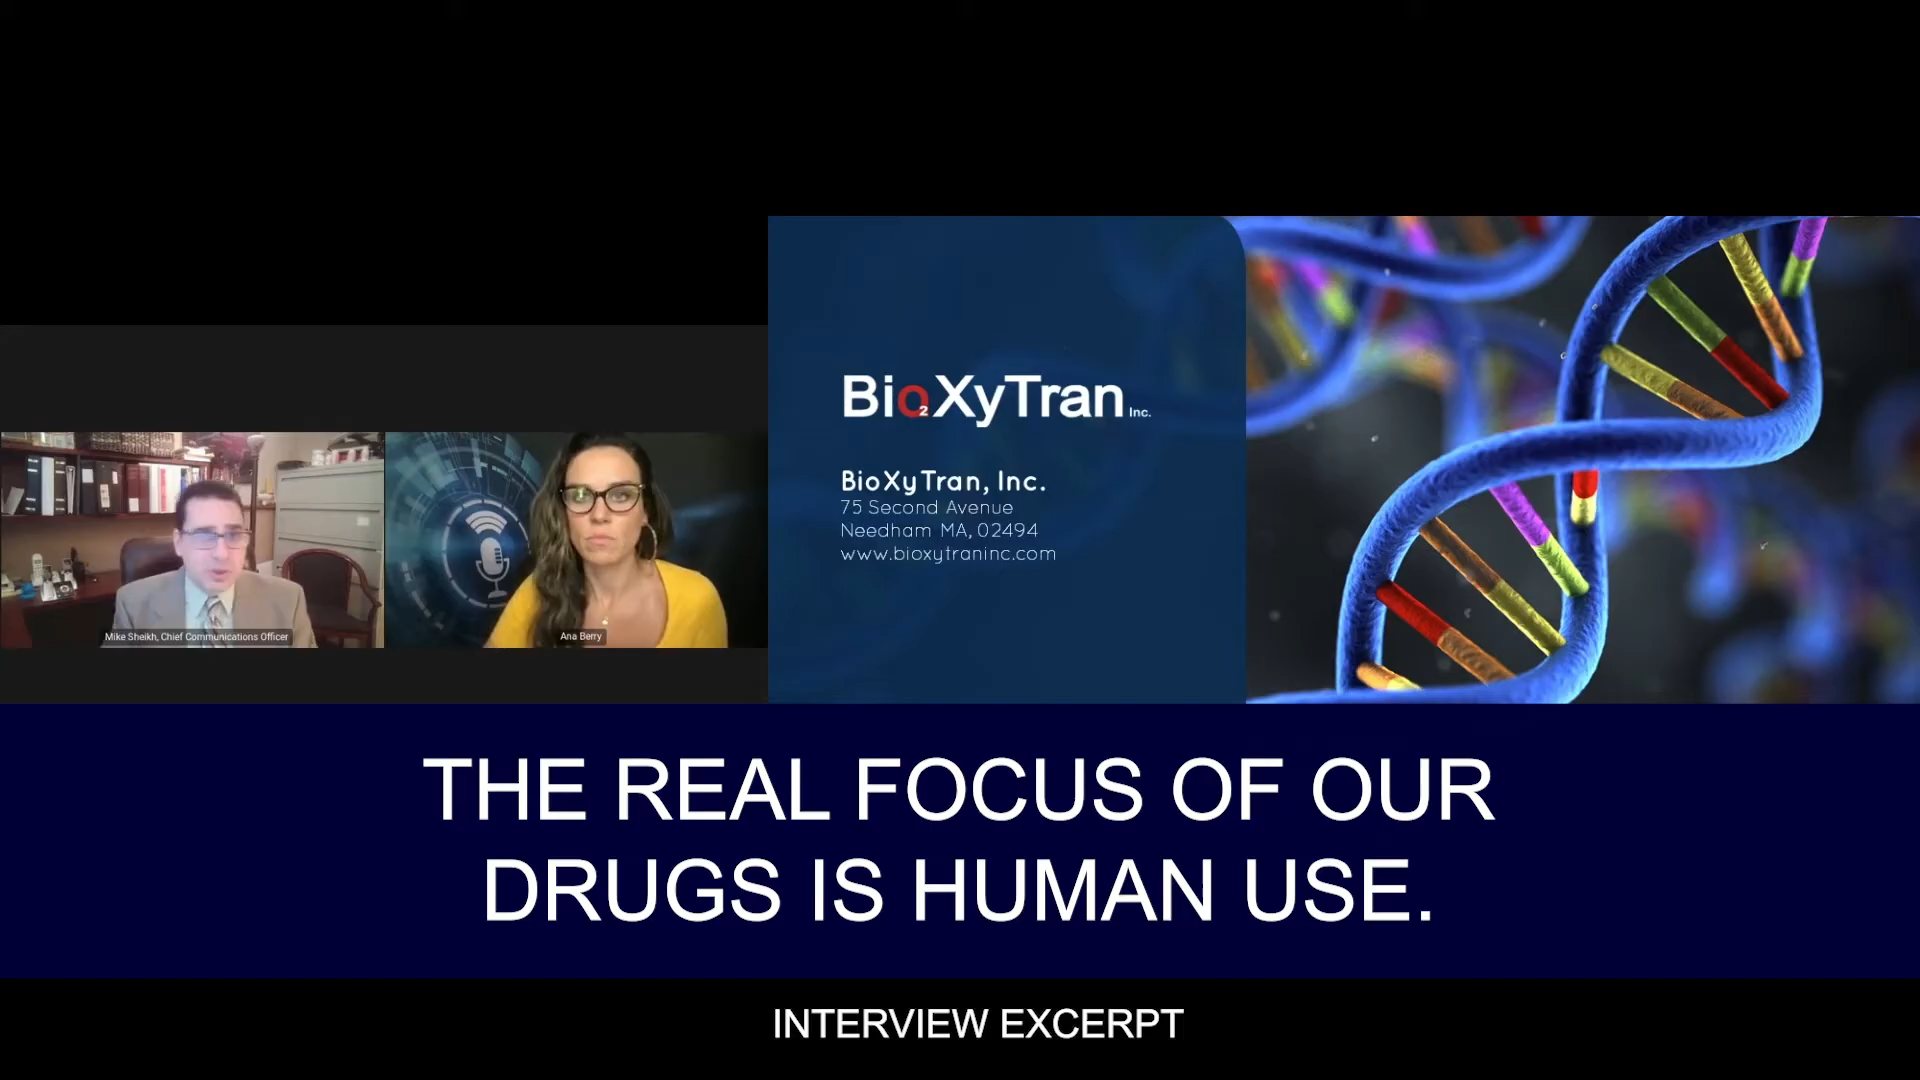 BiO2XyTran Inc.
BioXyTran, Inc.
75 Second Avenue
Needham MA, 02494
www.bioxytraninc.com
Mike Sheikh, Chief Communications Officer
Ana Berry
THE REAL FOCUS OF OUR
DRUGS IS HUMAN USE.
INTERVIEW EXCERPT